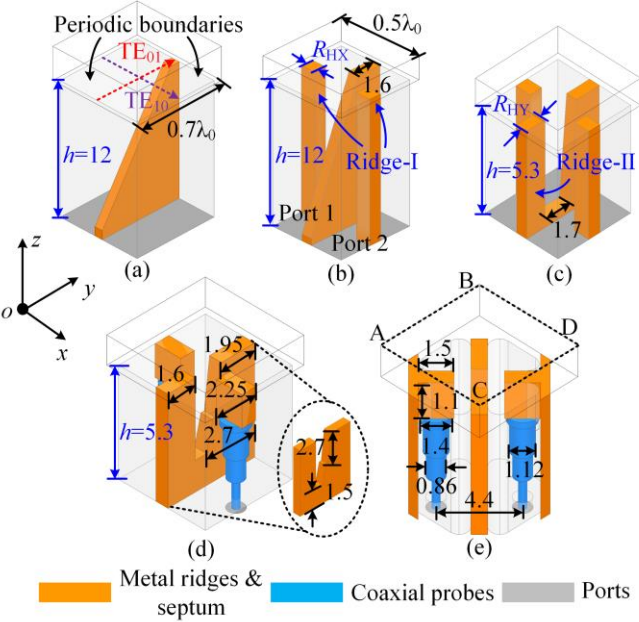 Periodic boundaries
TE₀₁
TE₁₀
0.7λ₀
h=12
(a)
0.5λ₀
R_HX
1.6
h=12
Ridge-I
Port 1
Port 2
(b)
R_HY
Ridge-II
h=5.3
1.7
(c)
z
y
o
x
1.95
1.6
2.25
h=5.3
2.7
2.7
1.5
(d)
B
A
D
1.5
C
1.1
1.4
1.12
0.86
4.4
(e)
Metal ridges &
septum
Coaxial probes
Ports